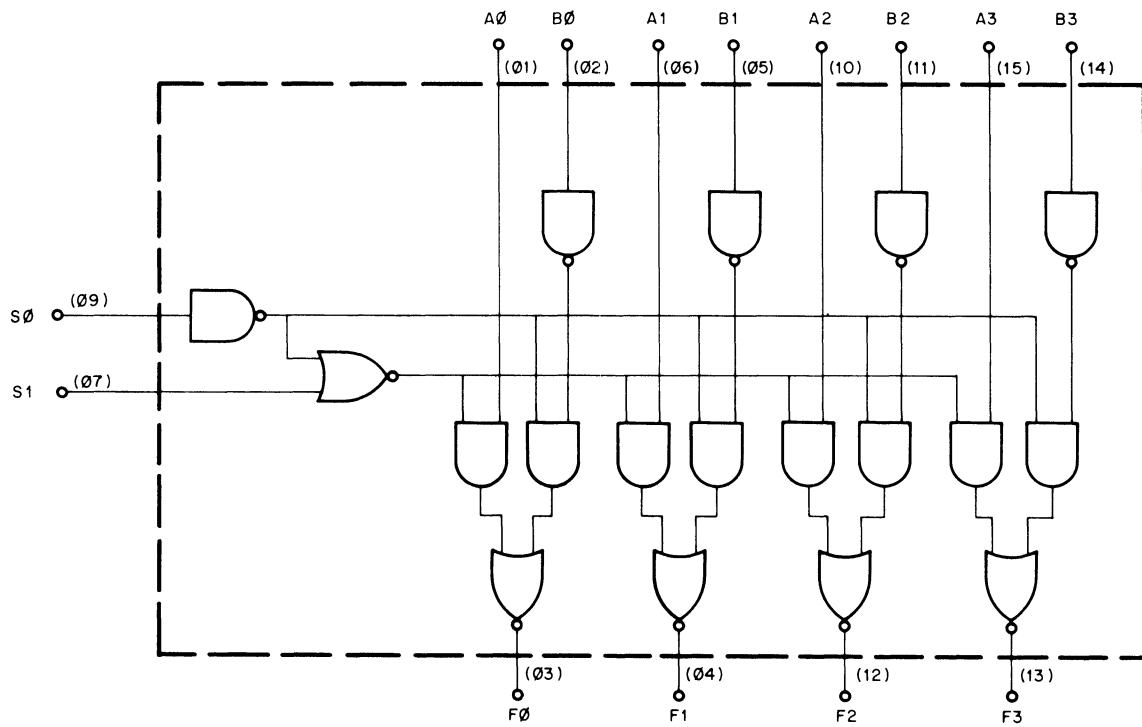 AØ BØ A1 B1 A2 B2 A3 B3
(Ø1) (Ø2) (Ø6) (Ø5) (10) (11) (15) (14)
SØ (Ø9)
S1 (Ø7)
(Ø3) (Ø4) (12) (13)
FØ F1 F2 F3